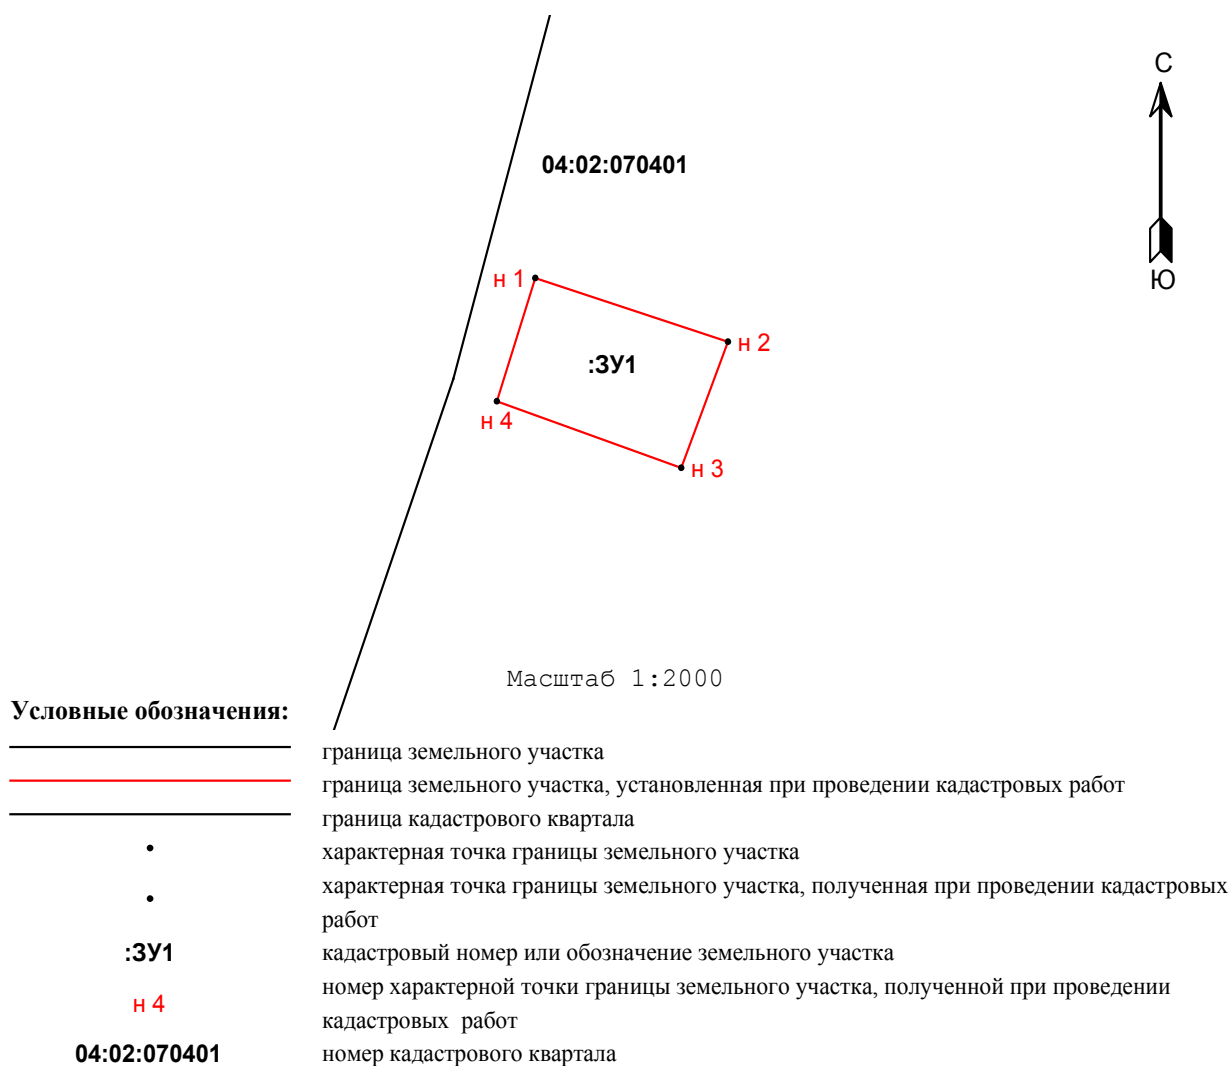 С
04:02:070401
Ю
н 1
н 2
:ЗУ1
н 4
н 3
Масштаб 1:2000
Условные обозначения:
граница земельного участка
граница земельного участка, установленная при проведении кадастровых работ
граница кадастрового квартала
характерная точка границы земельного участка
характерная точка границы земельного участка, полученная при проведении кадастровых
работ
:ЗУ1
кадастровый номер или обозначение земельного участка
н 4
номер характерной точки границы земельного участка, полученной при проведении
кадастровых  работ
04:02:070401
номер кадастрового квартала